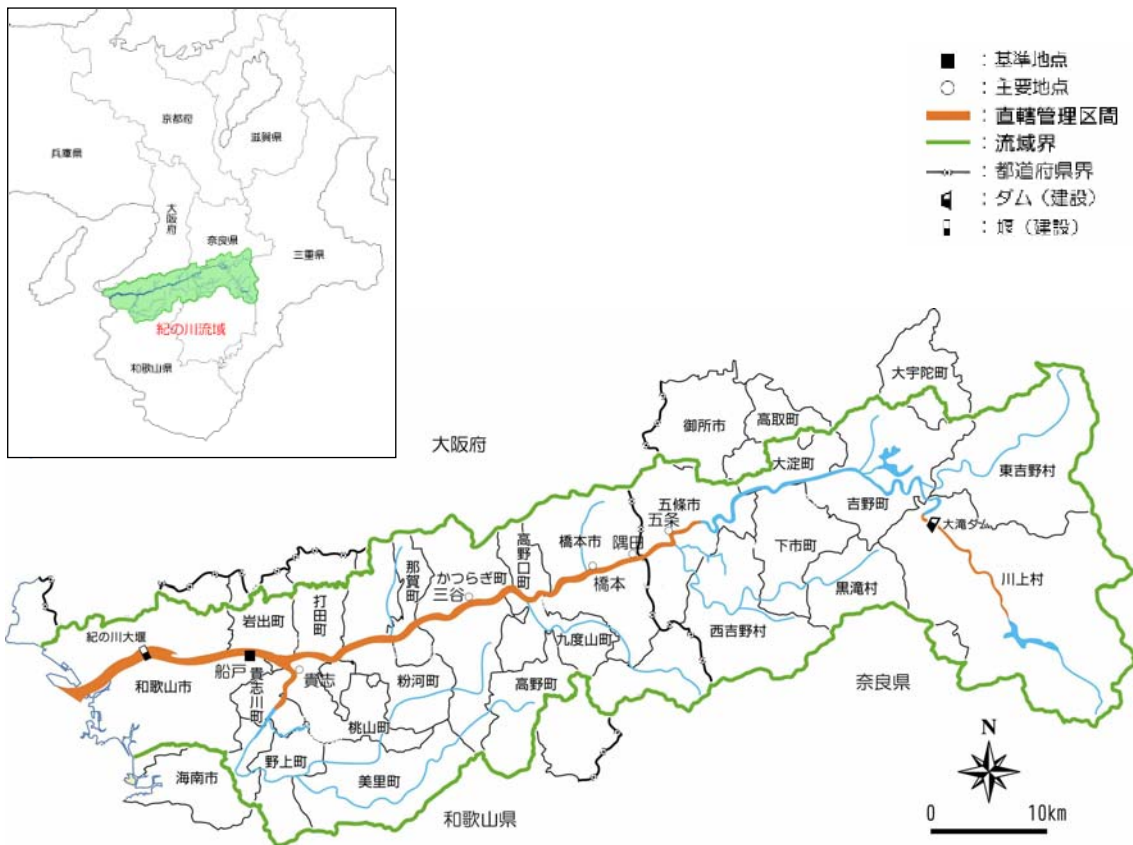 京都府
滋賀県
兵庫県
大阪府
奈良県
三重県
紀の川流域
和歌山県
■ : 基準地点
○ : 主要地点
: 直轄管理区間
: 流域界
: 都道府県界
: ダム（建設）
: 堰（建設）
大宇陀町
高取町
御所市
大阪府
大淀町
東吉野村
五條市
吉野町
五条
大滝ダム
高野口町
橋本市
隅田
下市町
那賀町
かつらぎ町
川上村
三谷
橋本
黒滝村
打田町
岩出町
西吉野村
九度山町
紀の川大堰
船戸
貴志
粉河町
奈良県
和歌山市
貴志川町
高野町
桃山町
野上町
海南市
美里町
和歌山県
N
0 10km